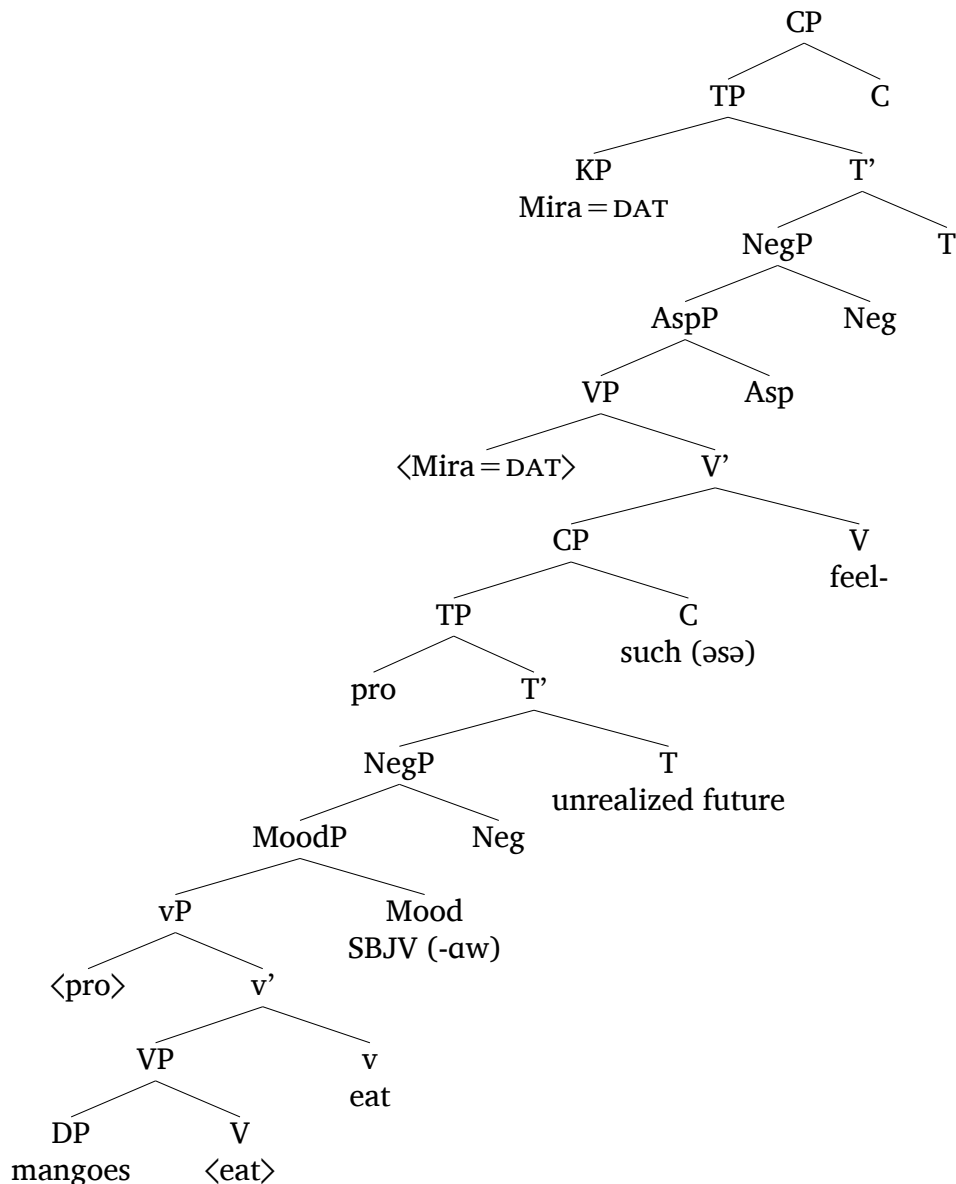 CP
TP C
KP T’
Mira=DAT
NegP T
AspP Neg
VP Asp
⟨Mira=DAT⟩ V’
CP V
feel-
TP C
such (əsə)
pro T’
NegP T
unrealized future
MoodP Neg
vP Mood
SBJV (-ɑw)
<pro> v’
VP v
eat
DP V
mangoes ⟨eat⟩